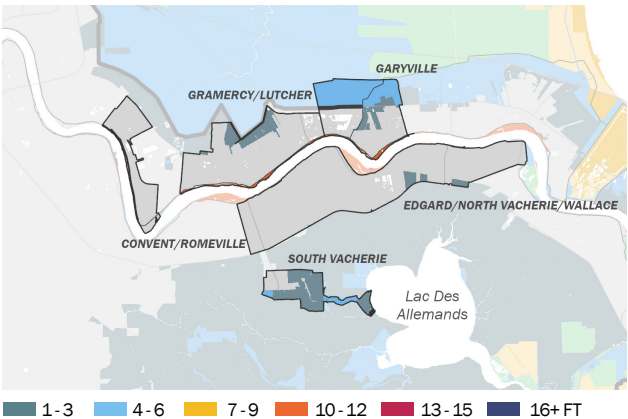 GARYVILLE
GRAMERCY/LUTCHER
EDGARD/NORTH VACHERIE/WALLACE
CONVENT/ROMEVILLE
SOUTH VACHERIE
Lac Des
Allemands
1-3 4-6 7-9 10-12 13-15 16+ FT